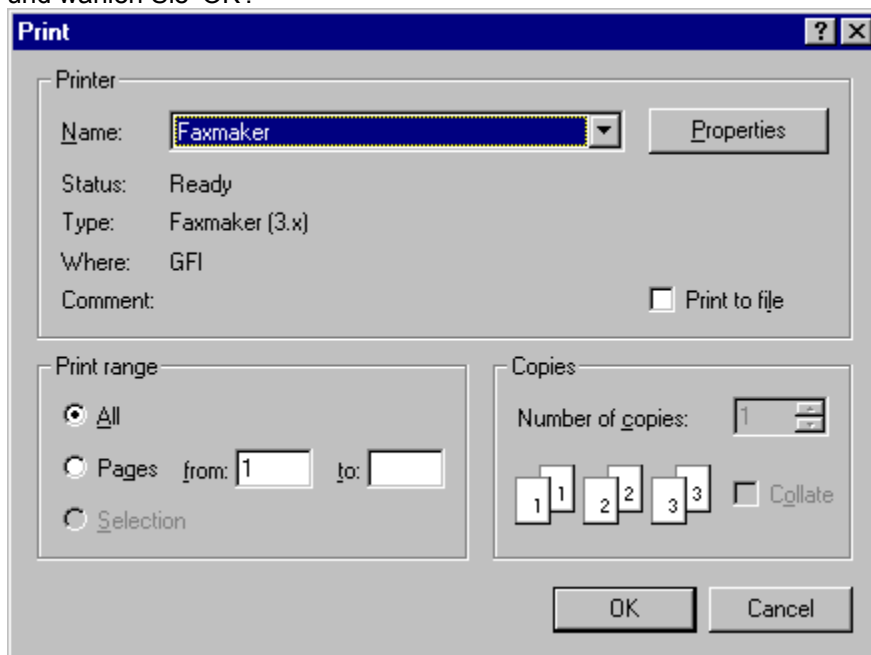 Print
Printer
Name: Faxmaker Properties
Status: Ready
Type: Faxmaker (3.x)
Where: GFI
Comment: Print to file
Print range
All
Pages from: 1 to:
Selection
Copies
Number of copies: 1
1 1 2 2 3 3 Collate
OK Cancel